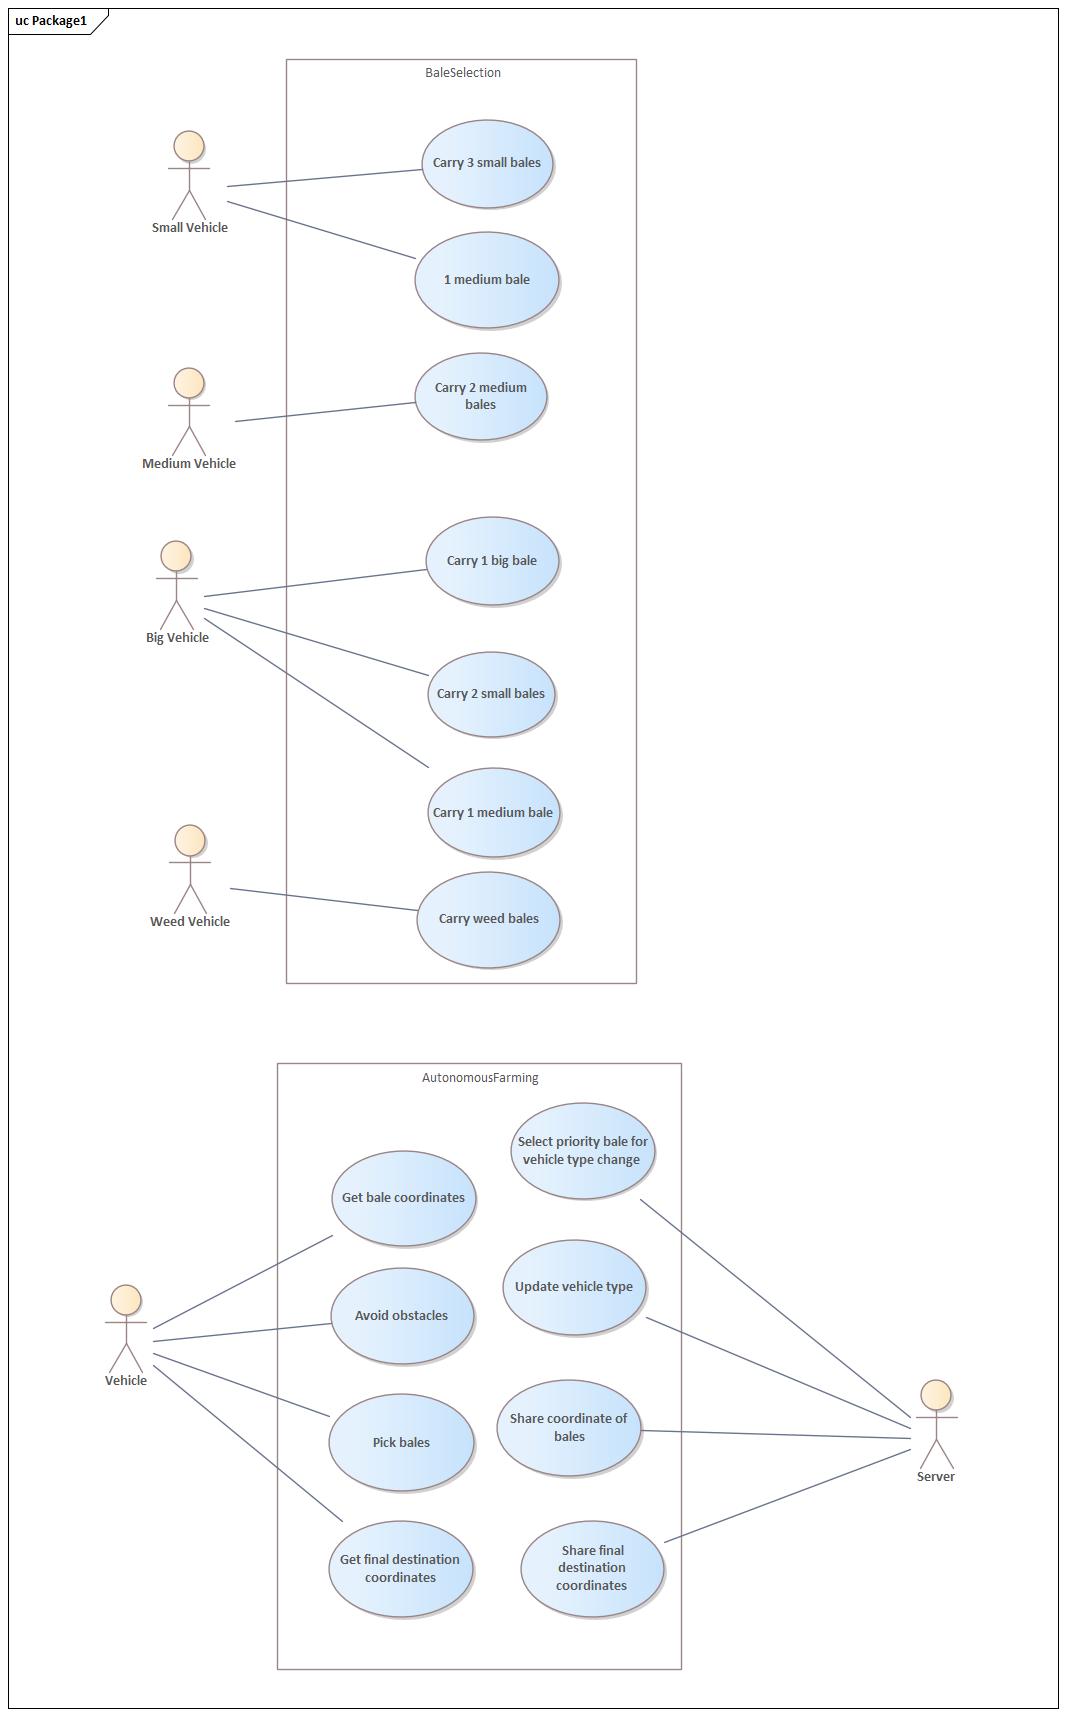 uc Package1
BaleSelection
Carry 3 small bales
Small Vehicle
1 medium bale
Carry 2 medium
bales
Medium Vehicle
Carry 1 big bale
Big Vehicle
Carry 2 small bales
Carry 1 medium bale
Carry weed bales
Weed Vehicle
AutonomousFarming
Select priority bale for
vehicle type change
Get bale coordinates
Update vehicle type
Avoid obstacles
Vehicle
Share coordinate of
bales
Pick bales
Server
Get final destination
coordinates
Share final
destination
coordinates